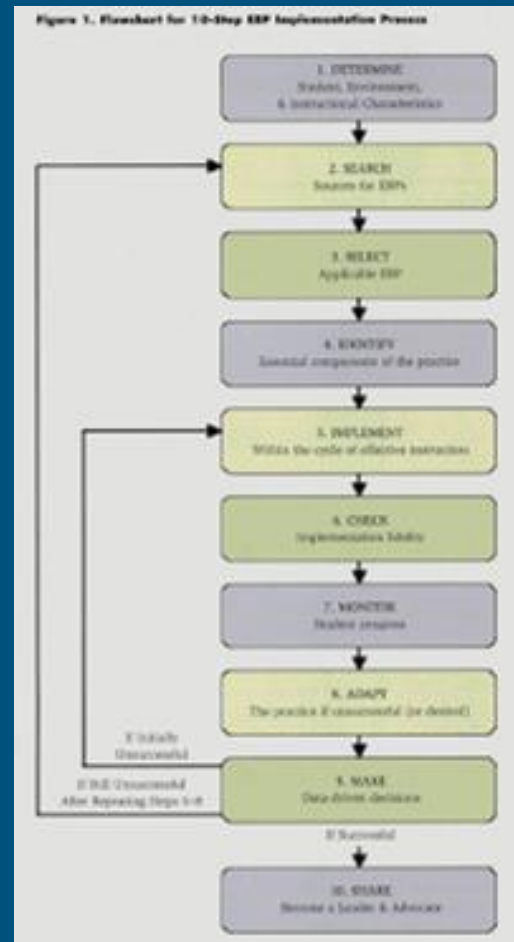 Figure 1. Flowchart for 10-Step EBP Implementation Process
1. DETERMINE
Student, Environment,
& Instructional Characteristics
2. SEARCH
Sources for EBPs
3. SELECT
Applicable EBP
4. IDENTIFY
Essential components of the practice
5. IMPLEMENT
Within the cycle of effective instruction
6. CHECK
Implementation fidelity
7. MONITOR
Student progress
8. ADAPT
The practice if unsuccessful (or desired)
If Initially
Unsuccessful
If Still Unsuccessful
After Repeating Steps 5–8
9. MAKE
Data-driven decisions
If Successful
10. SHARE
Become a Leader & Advocate